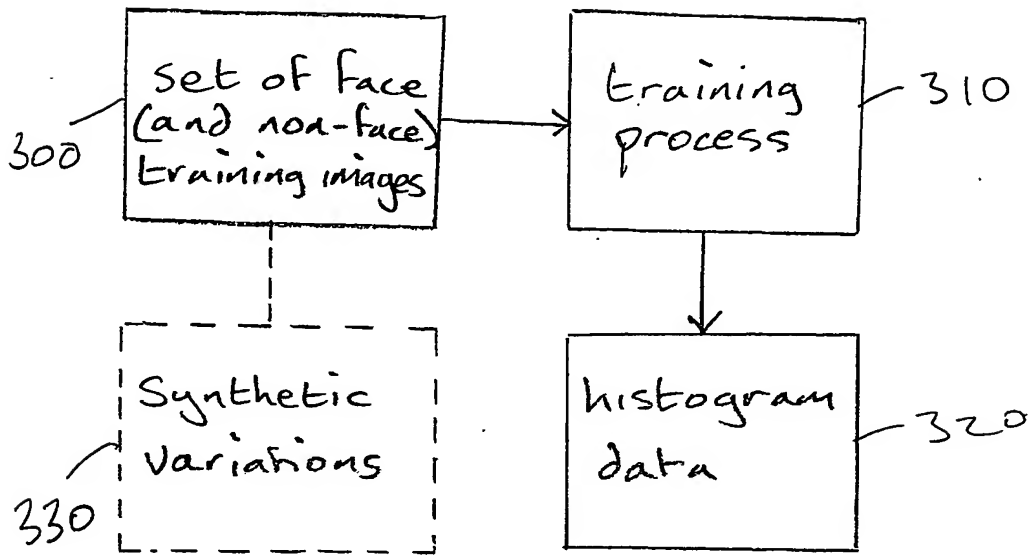 set of face
(and non-face)
training images
300
training
process
310
Synthetic
variations
330
histogram
data
320